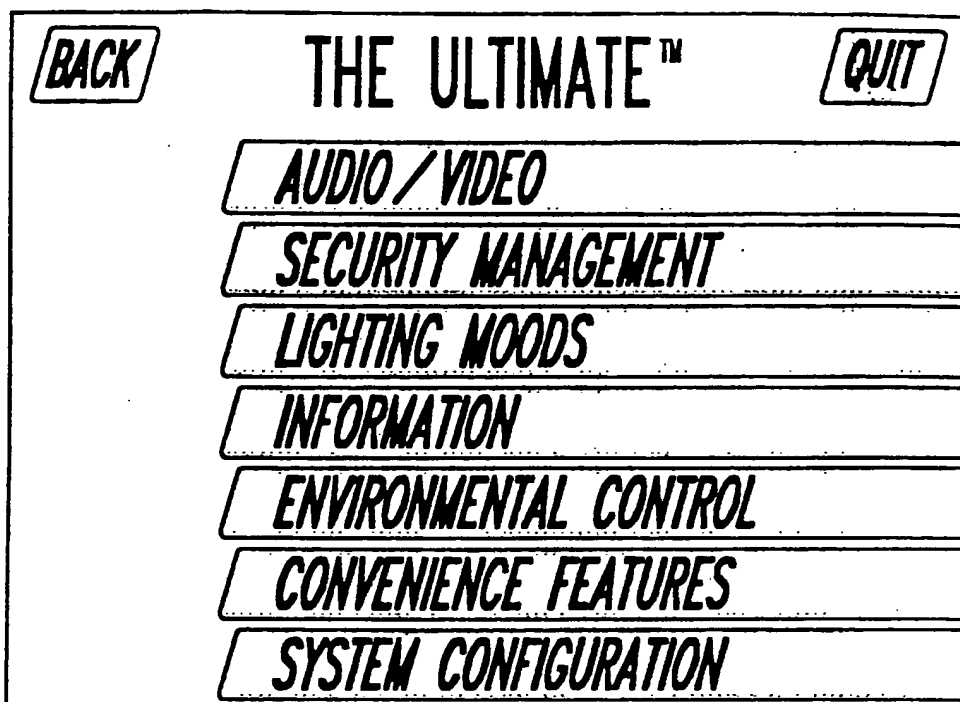 BACK THE ULTIMATE™ QUIT
AUDIO / VIDEO
SECURITY MANAGEMENT
LIGHTING MOODS
INFORMATION
ENVIRONMENTAL CONTROL
CONVENIENCE FEATURES
SYSTEM CONFIGURATION